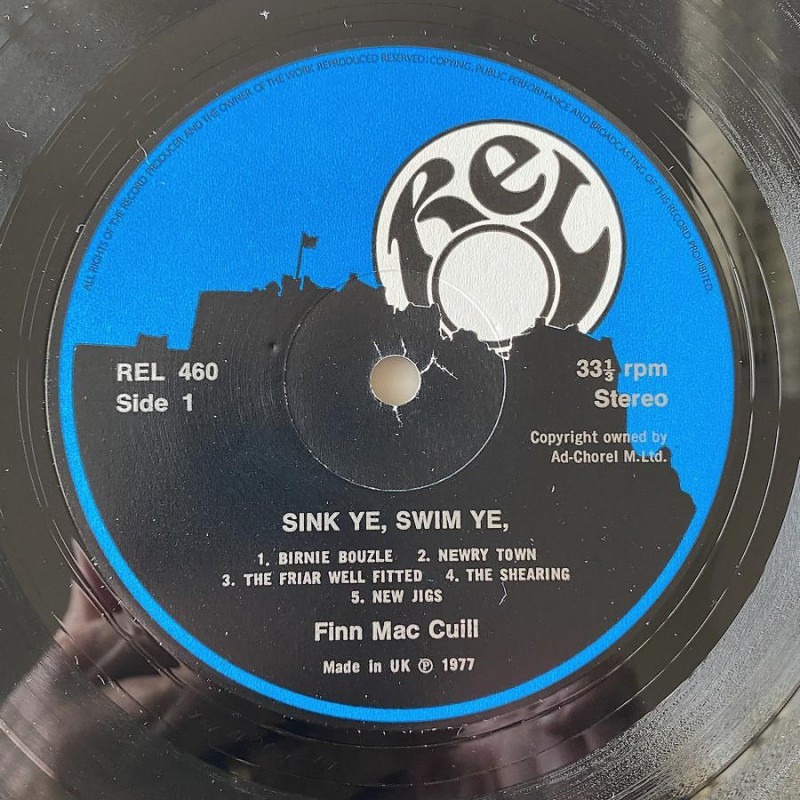 ALL RIGHTS OF THE RECORD PRODUCER AND THE OWNER OF THE WORK REPRODUCED RESERVED: COPYING, PUBLIC PERFORMANCE AND BROADCASTING OF THIS RECORD PROHIBITED.
ReL
REL 460
Side 1
33⅓ rpm
Stereo
Copyright owned by
Ad-Chorel M.Ltd.
SINK YE, SWIM YE,
1. BIRNIE BOUZLE 2. NEWRY TOWN
3. THE FRIAR WELL FITTED 4. THE SHEARING
5. NEW JIGS
Finn Mac Cuill
Made in UK ℗ 1977